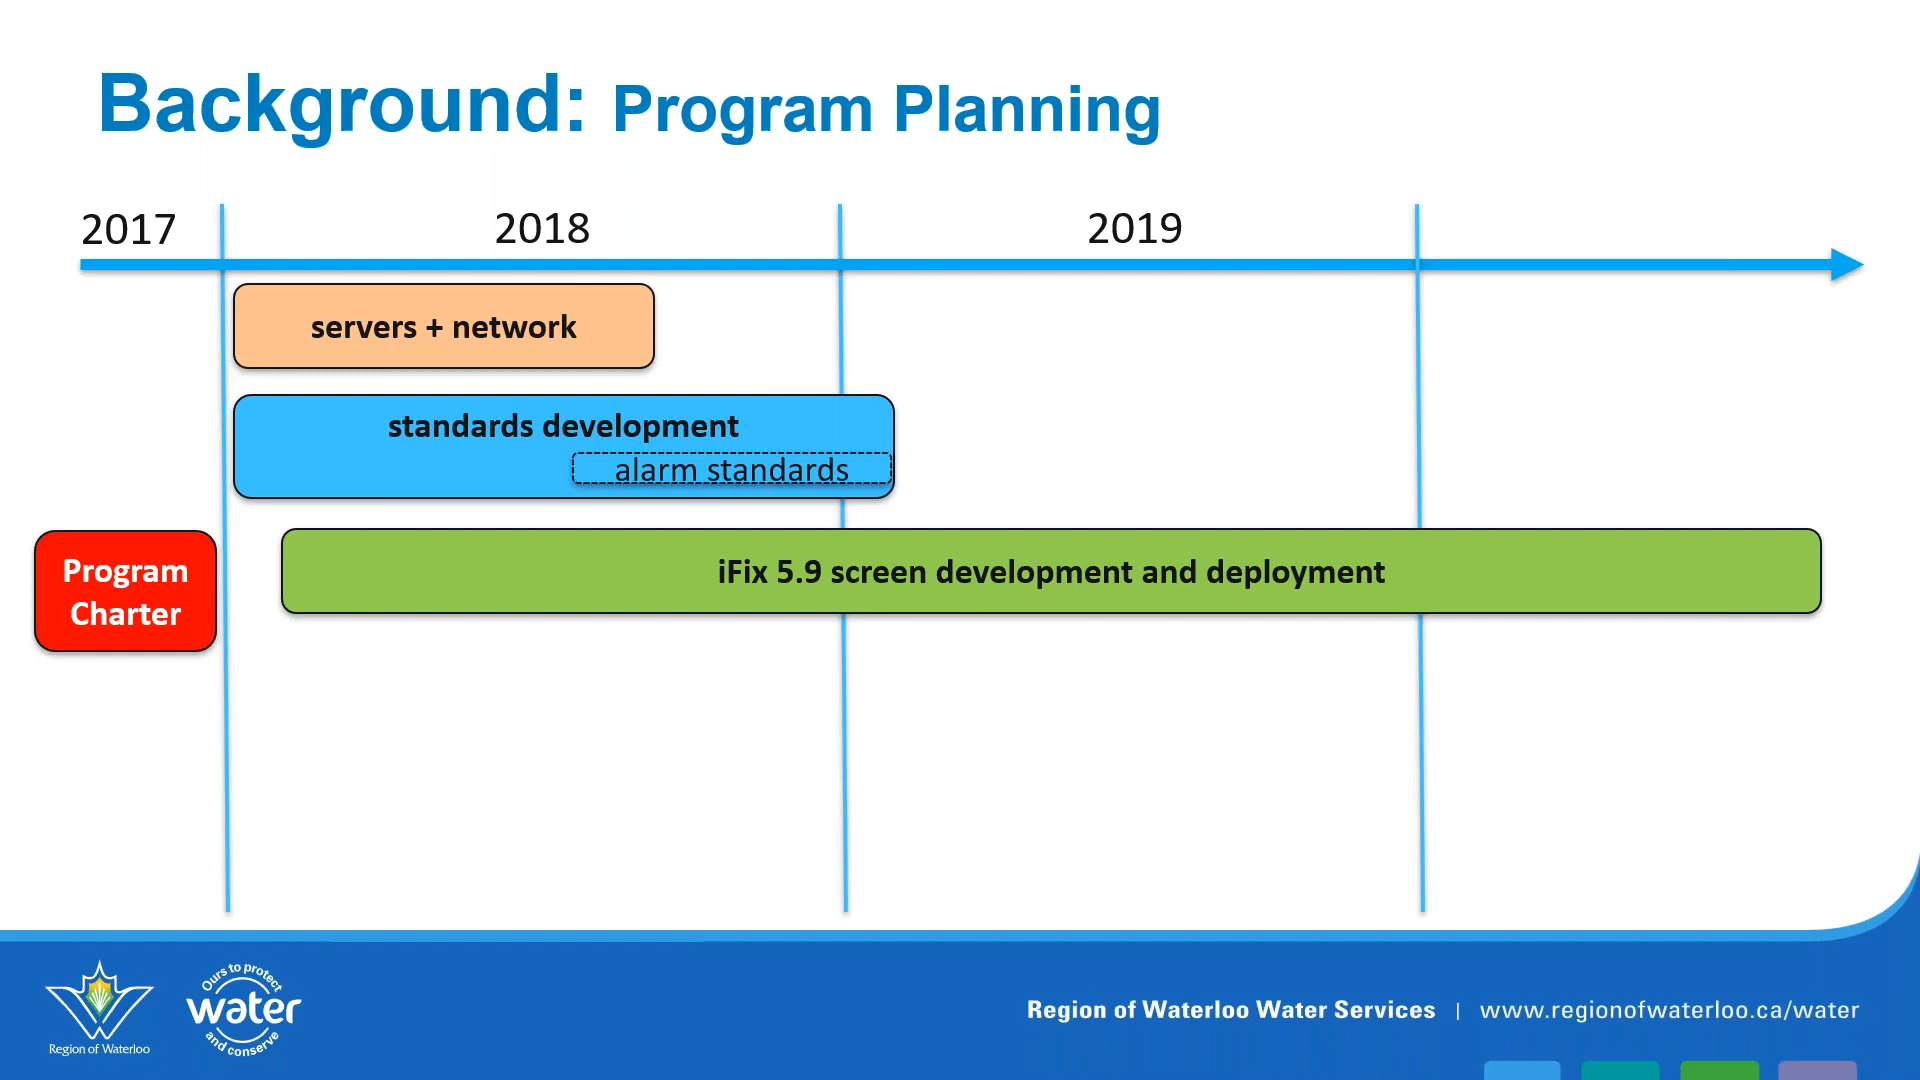 Background: Program Planning
2017
2018
2019
servers + network
standards development
alarm standards
iFix 5.9 screen development and deployment
Program
Charter
Region of Waterloo
Ours to protect
water
and conserve
Region of Waterloo Water Services | www.regionofwaterloo.ca/water